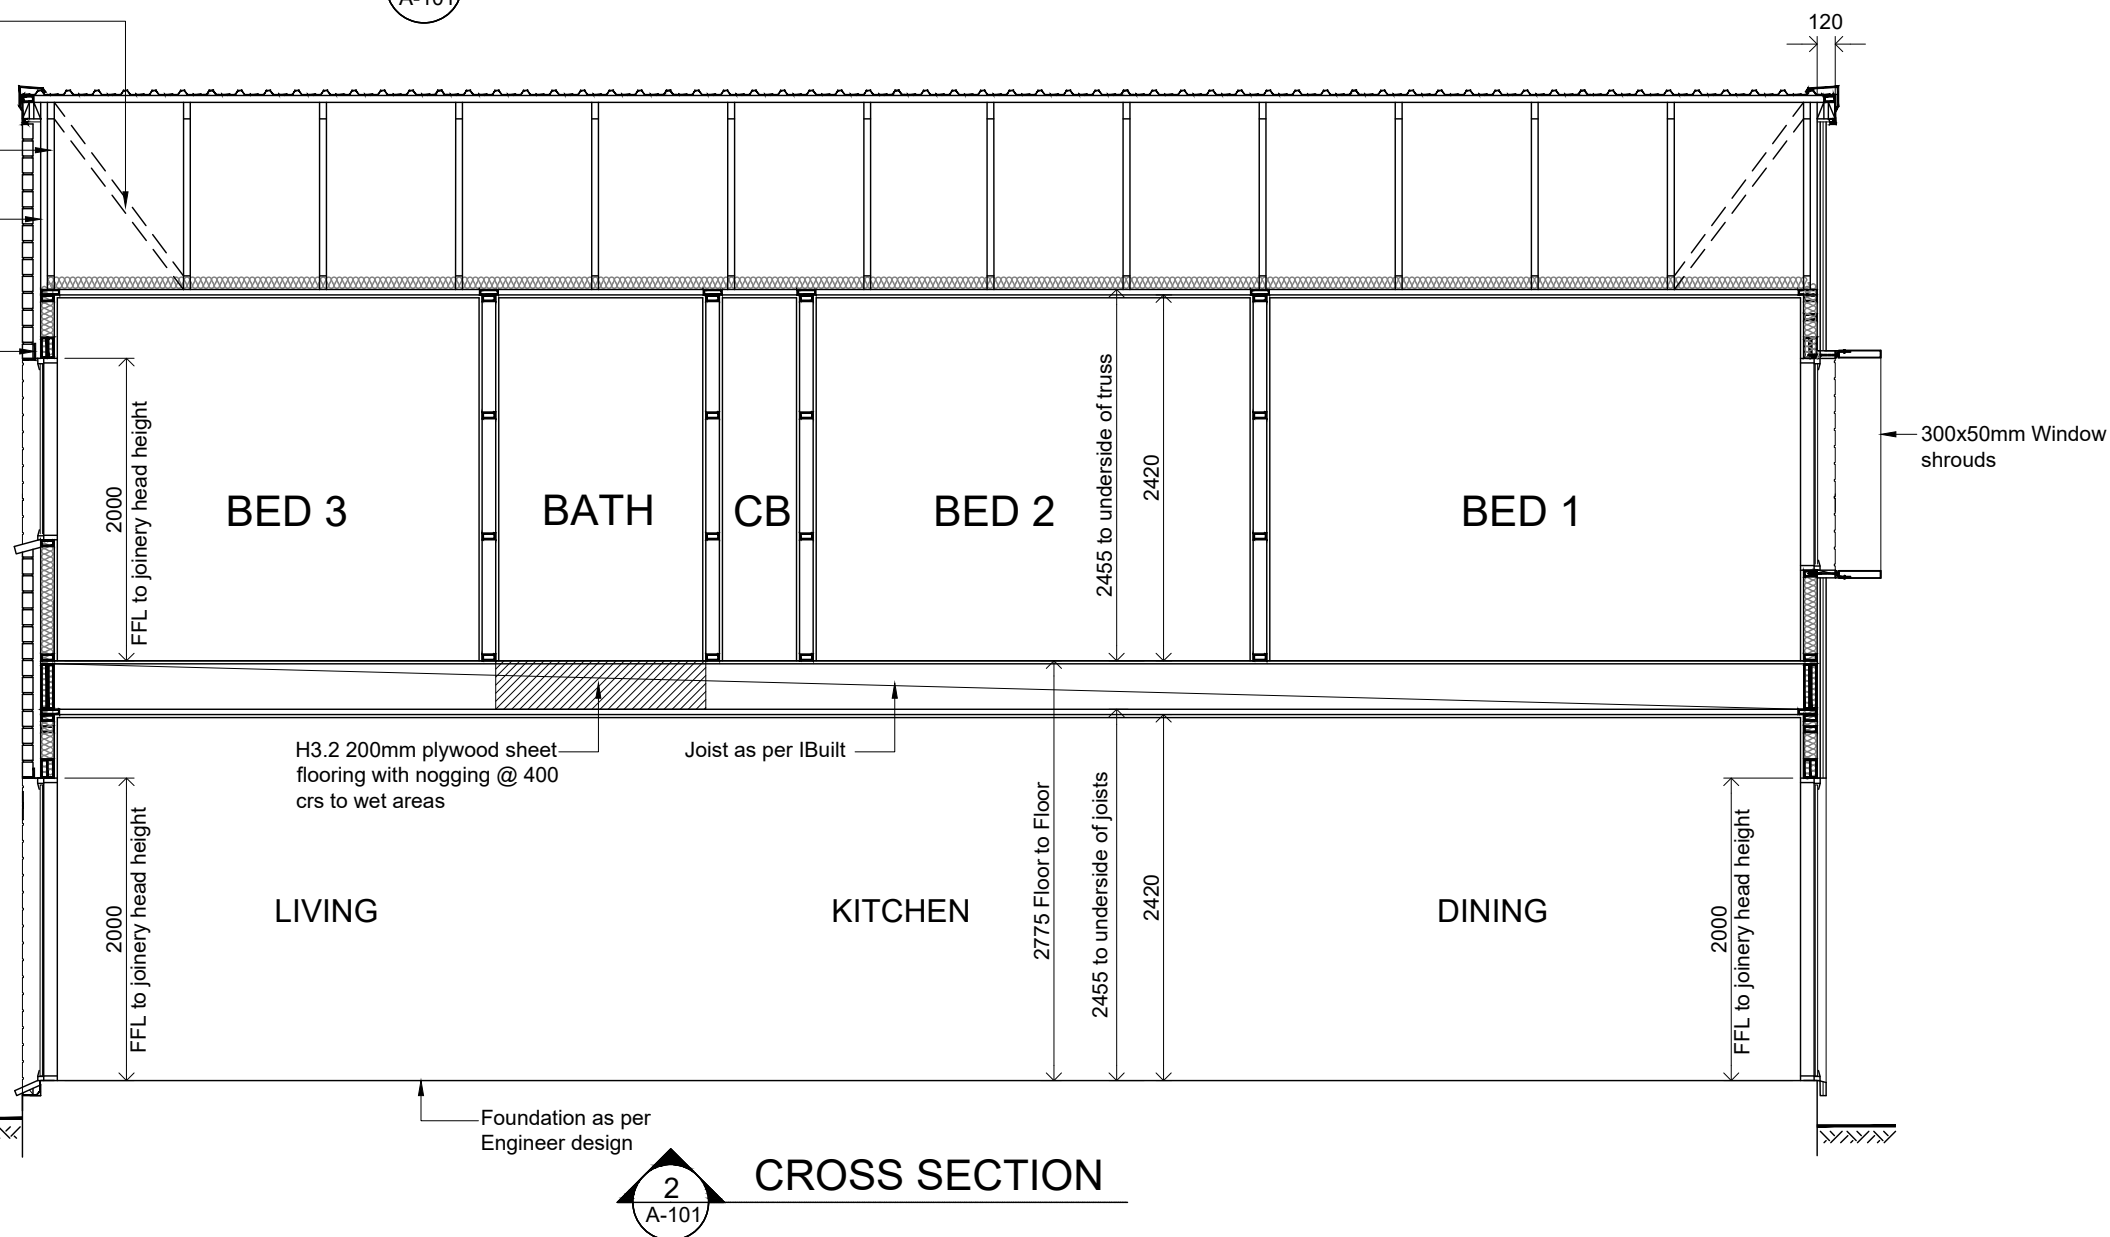 A-101
120
300x50mm Window
shrouds
2000
FFL to joinery head height
BED 3
BATH
CB
BED 2
2455 to underside of truss
2420
BED 1
H3.2 200mm plywood sheet
flooring with nogging @ 400
crs to wet areas
Joist as per IBuilt
2000
FFL to joinery head height
LIVING
KITCHEN
2775 Floor to Floor
2455 to underside of joists
2420
DINING
2000
FFL to joinery head height
Foundation as per
Engineer design
2
A-101
CROSS SECTION